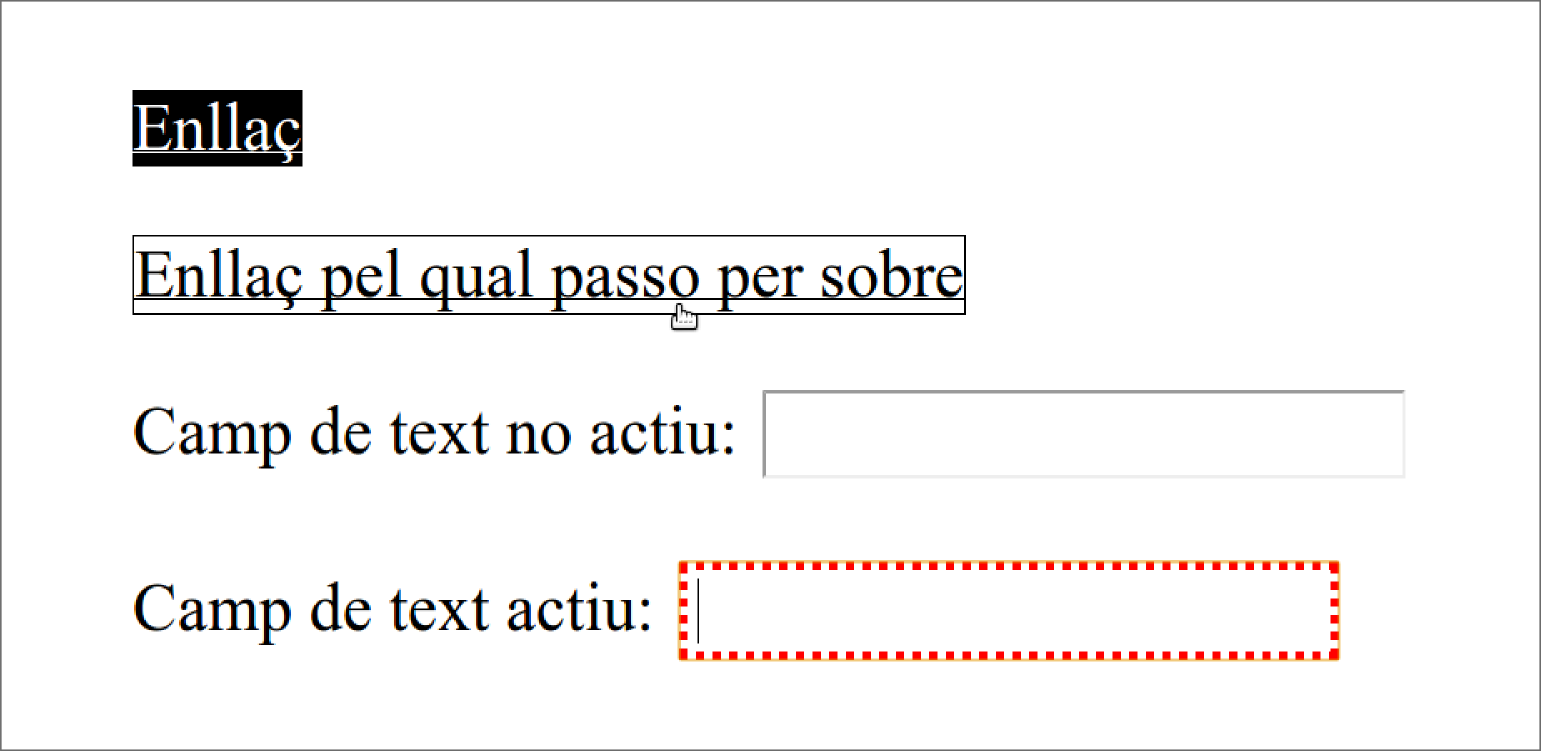 Enllaç
Enllaç pel qual passo per sobre
Camp de text no actiu:
Camp de text actiu: